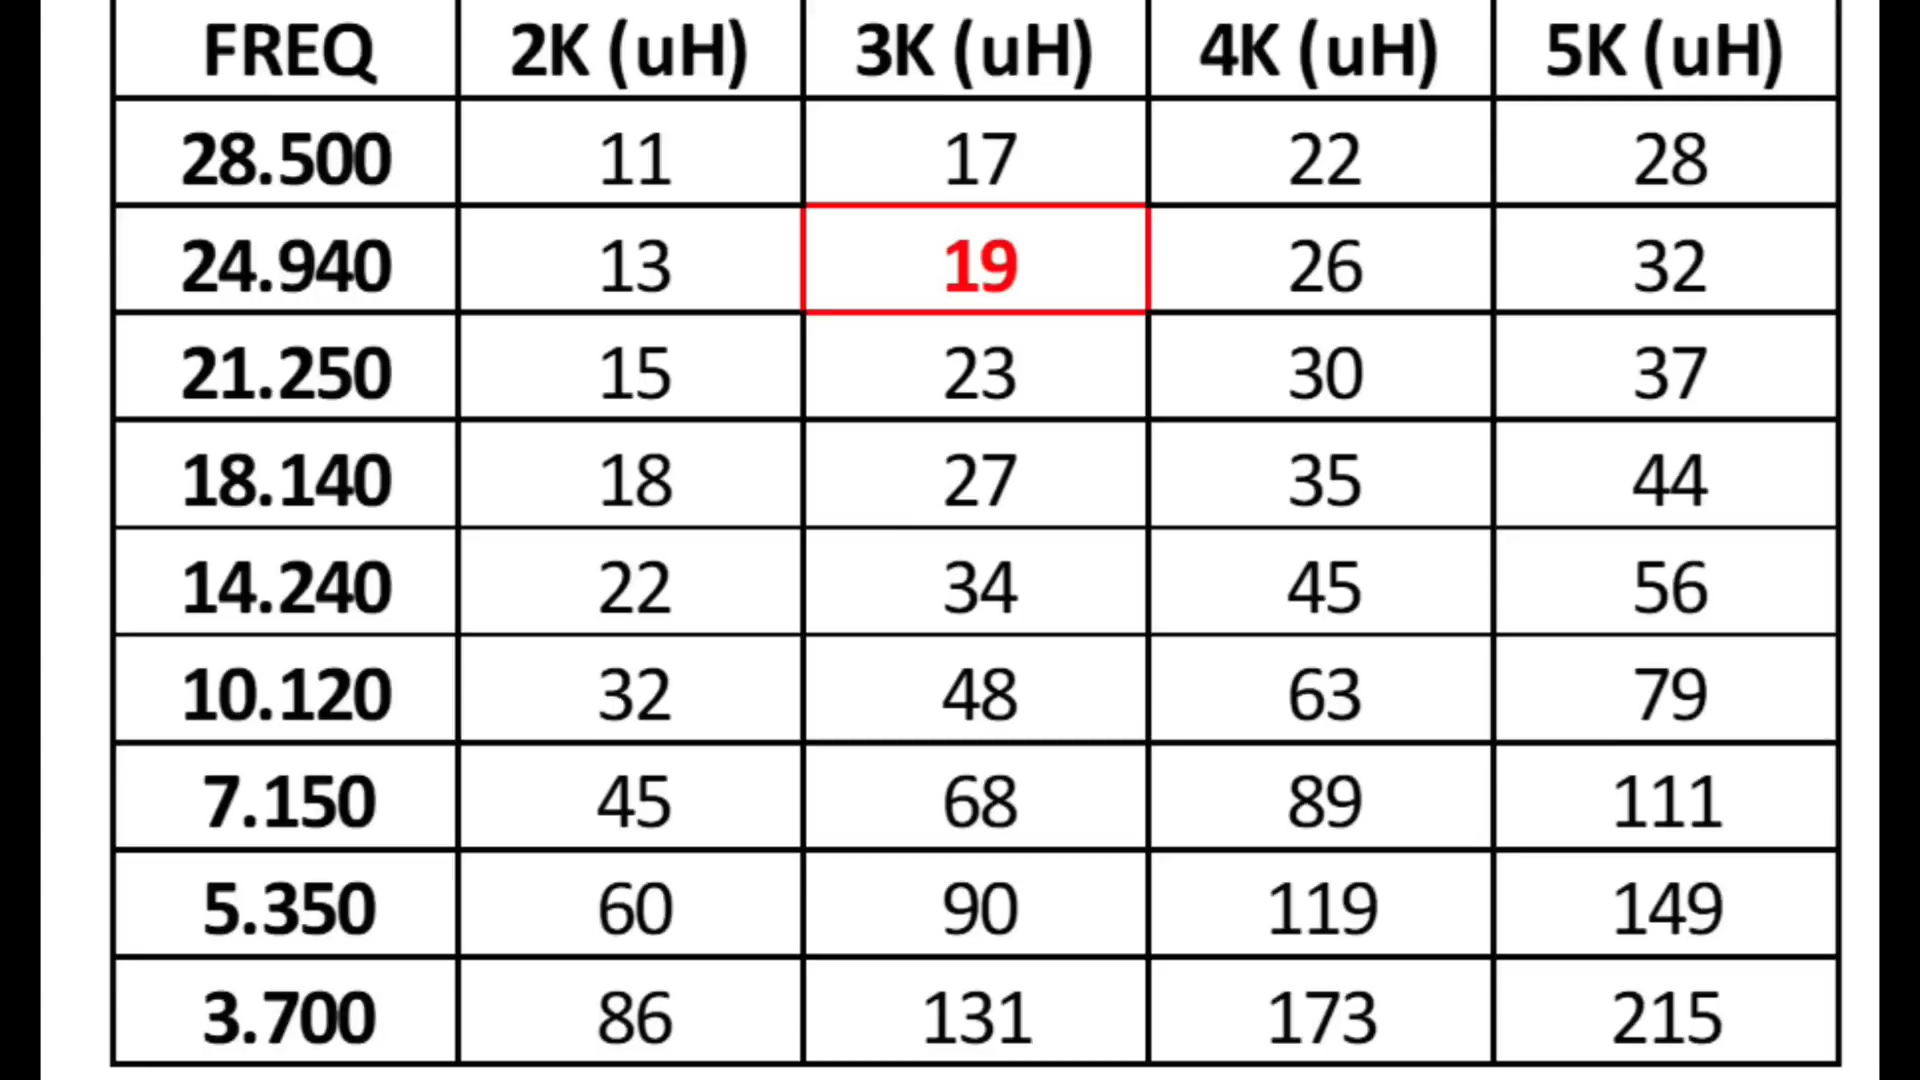 FREQ 2K (uH) 3K (uH) 4K (uH) 5K (uH)
28.500 11 17 22 28
24.940 13 19 26 32
21.250 15 23 30 37
18.140 18 27 35 44
14.240 22 34 45 56
10.120 32 48 63 79
7.150 45 68 89 111
5.350 60 90 119 149
3.700 86 131 173 215